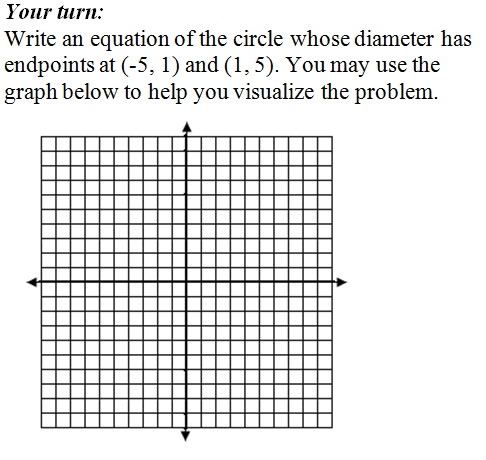 Your turn:
Write an equation of the circle whose diameter has
endpoints at (-5, 1) and (1, 5). You may use the
graph below to help you visualize the problem.